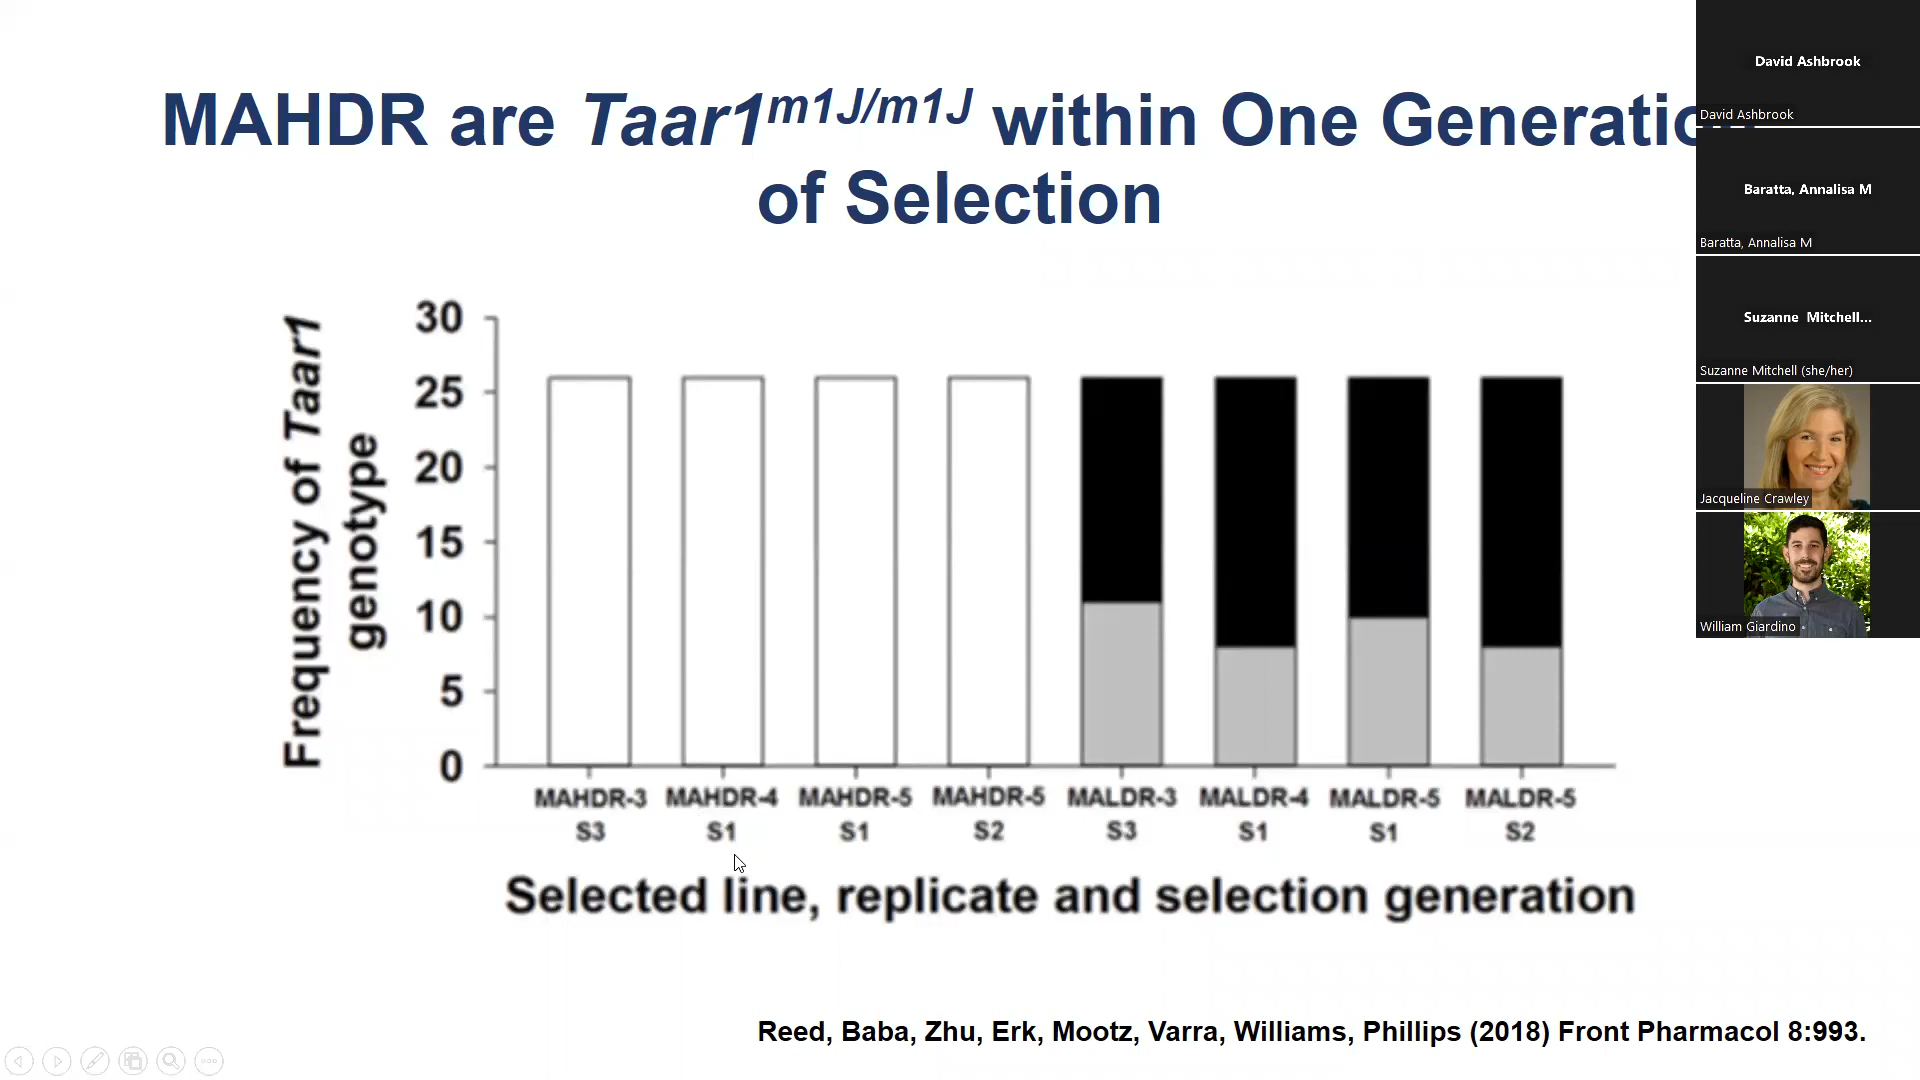 MAHDR are Taar1m1J/m1J within One Generation
of Selection
Frequency of Taar1
genotype
30
25
20
15
10
5
0
MAHDR-3 MAHDR-4 MAHDR-5 MAHDR-5 MALDR-3 MALDR-4 MALDR-5 MALDR-5
S3 S1 S1 S2 S3 S1 S1 S2
Selected line, replicate and selection generation
Reed, Baba, Zhu, Erk, Mootz, Varra, Williams, Phillips (2018) Front Pharmacol 8:993.
David Ashbrook
David Ashbrook
Baratta, Annalisa M
Baratta, Annalisa M
Suzanne Mitchell...
Suzanne Mitchell (she/her)
Jacqueline Crawley
William Giardino